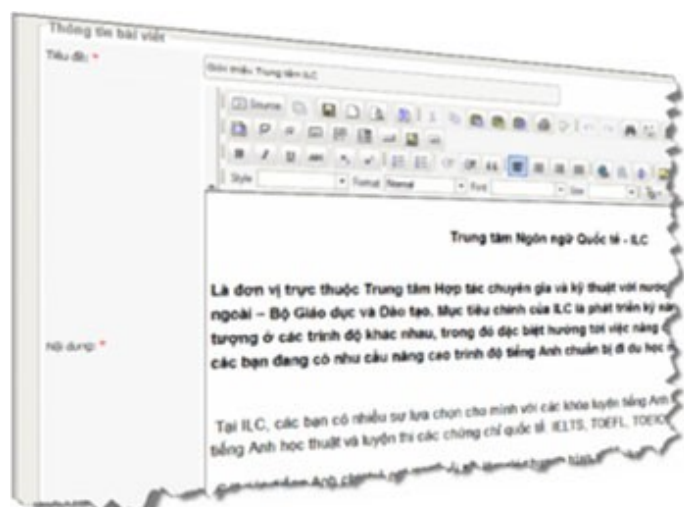 Thông tin bài viết
Tiêu đề: *
Giới thiệu Trung tâm ILC
Source
Style Format Normal Font Size
Trung tâm Ngôn ngữ Quốc tế - ILC
Là đơn vị trực thuộc Trung tâm Hợp tác chuyên gia và kỹ thuật với nước
ngoài – Bộ Giáo dục và Đào tạo. Mục tiêu chính của ILC là phát triển kỹ
tượng ở các trình độ khác nhau, trong đó đặc biệt hướng tới việc nâng
Nội dung: *
các bạn đang có nhu cầu nâng cao trình độ tiếng Anh chuẩn bị đi du học
Tại ILC, các bạn có nhiều sự lựa chọn cho mình với các khóa luyện tiếng Anh
tiếng Anh học thuật và luyện thi các chứng chỉ quốc tế IELTS, TOEFL, TOEIC